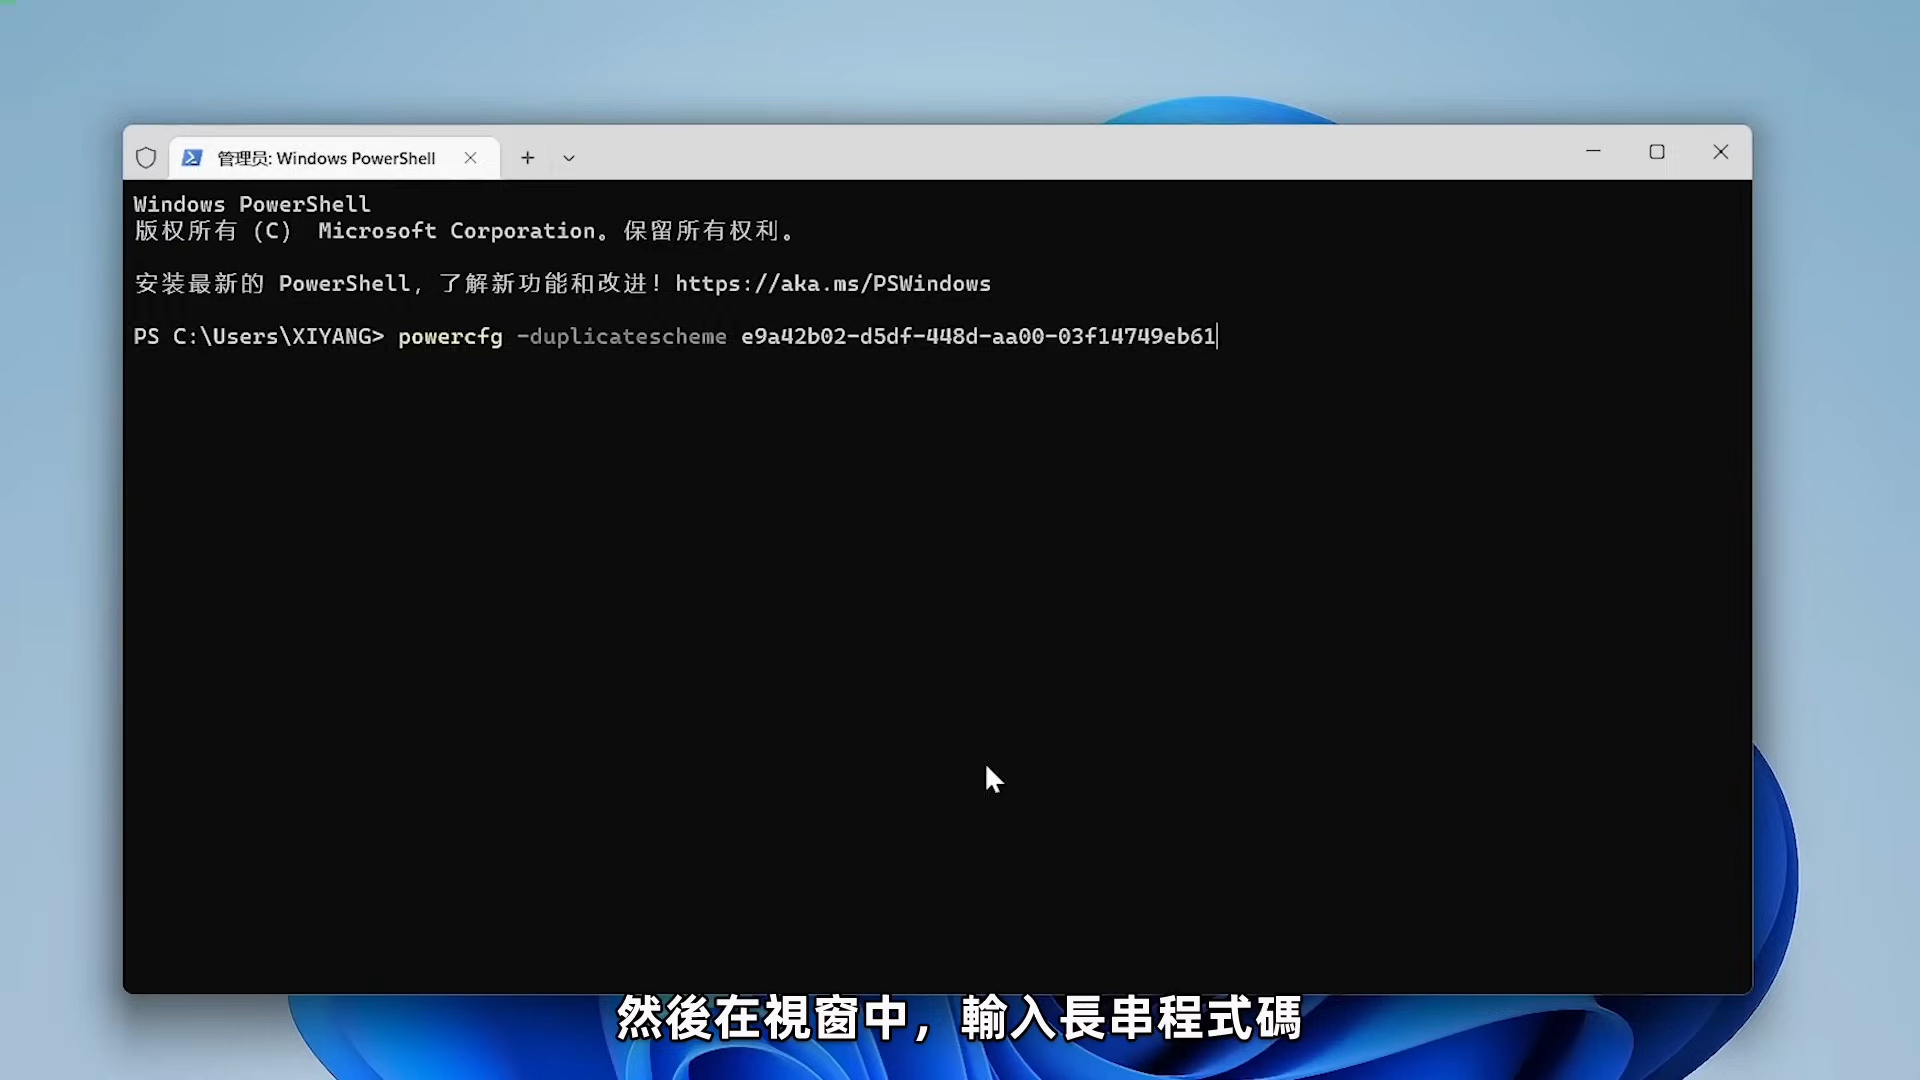 管理员: Windows PowerShell
Windows PowerShell
版权所有 (C) Microsoft Corporation。保留所有权利。
安装最新的 PowerShell，了解新功能和改进！https://aka.ms/PSWindows
PS C:\Users\XIYANG> powercfg -duplicatescheme e9a42b02-d5df-448d-aa00-03f14749eb61
然後在視窗中，輸入長串程式碼